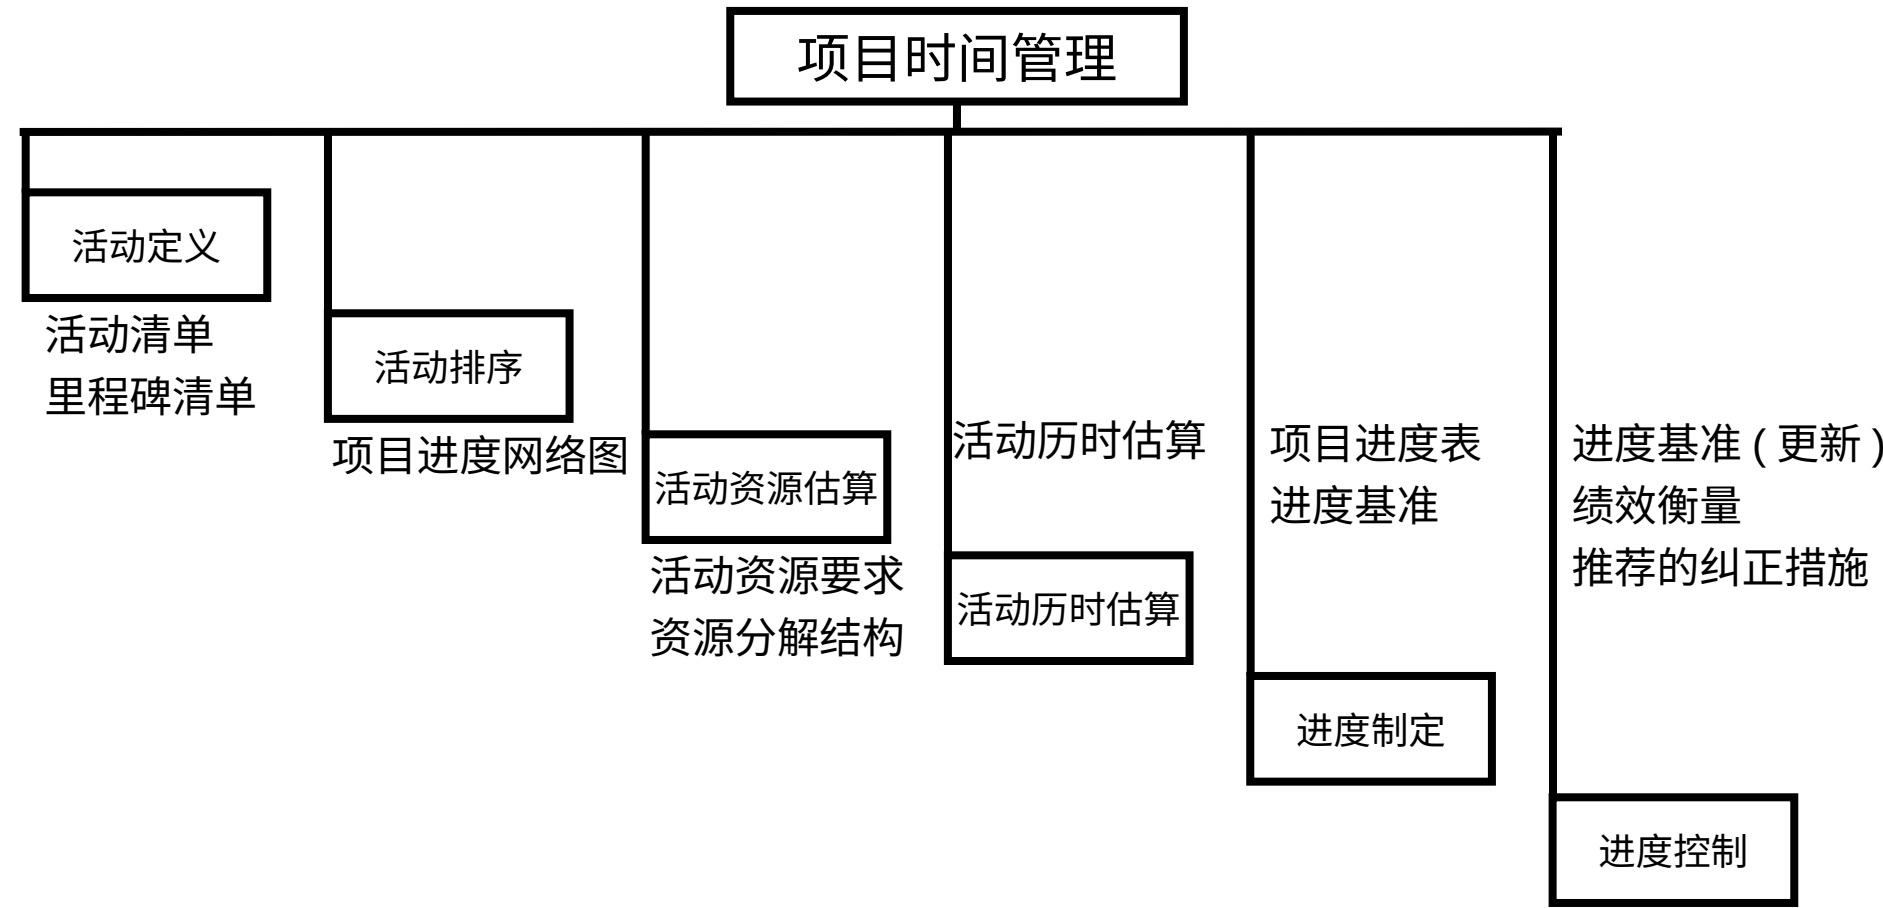 项目时间管理
活动定义
活动清单
里程碑清单
活动排序
项目进度网络图
活动资源估算
活动资源要求
资源分解结构
活动历时估算
活动历时估算
项目进度表
进度基准
进度制定
进度基准 ( 更新 )
绩效衡量
推荐的纠正措施
进度控制